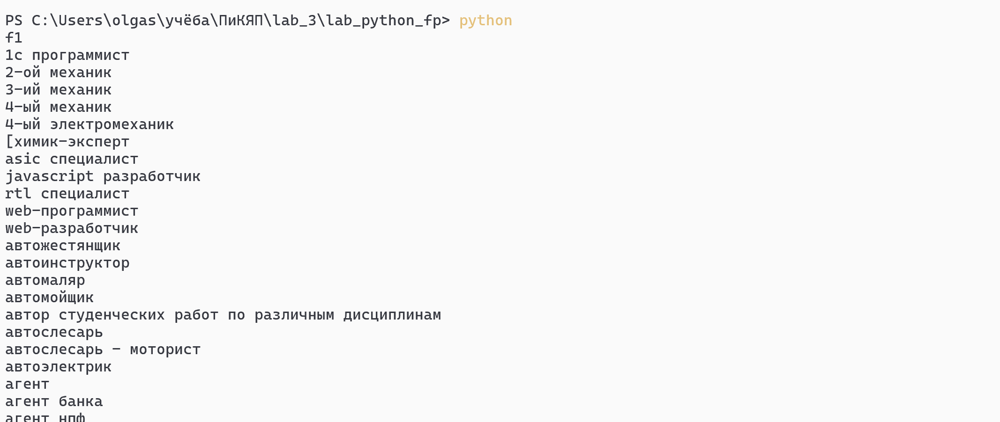 PS C:\Users\olgas\учёба\ПиКЯП\lab_3\lab_python_fp> python
f1
1с программист
2-ой механик
3-ий механик
4-ый механик
4-ый электромеханик
[химик-эксперт
asic специалист
javascript разработчик
rtl специалист
web-программист
web-разработчик
автожестянщик
автоинструктор
автомаляр
автомойщик
автор студенческих работ по различным дисциплинам
автослесарь
автослесарь - моторист
автоэлектрик
агент
агент банка
агент нпф